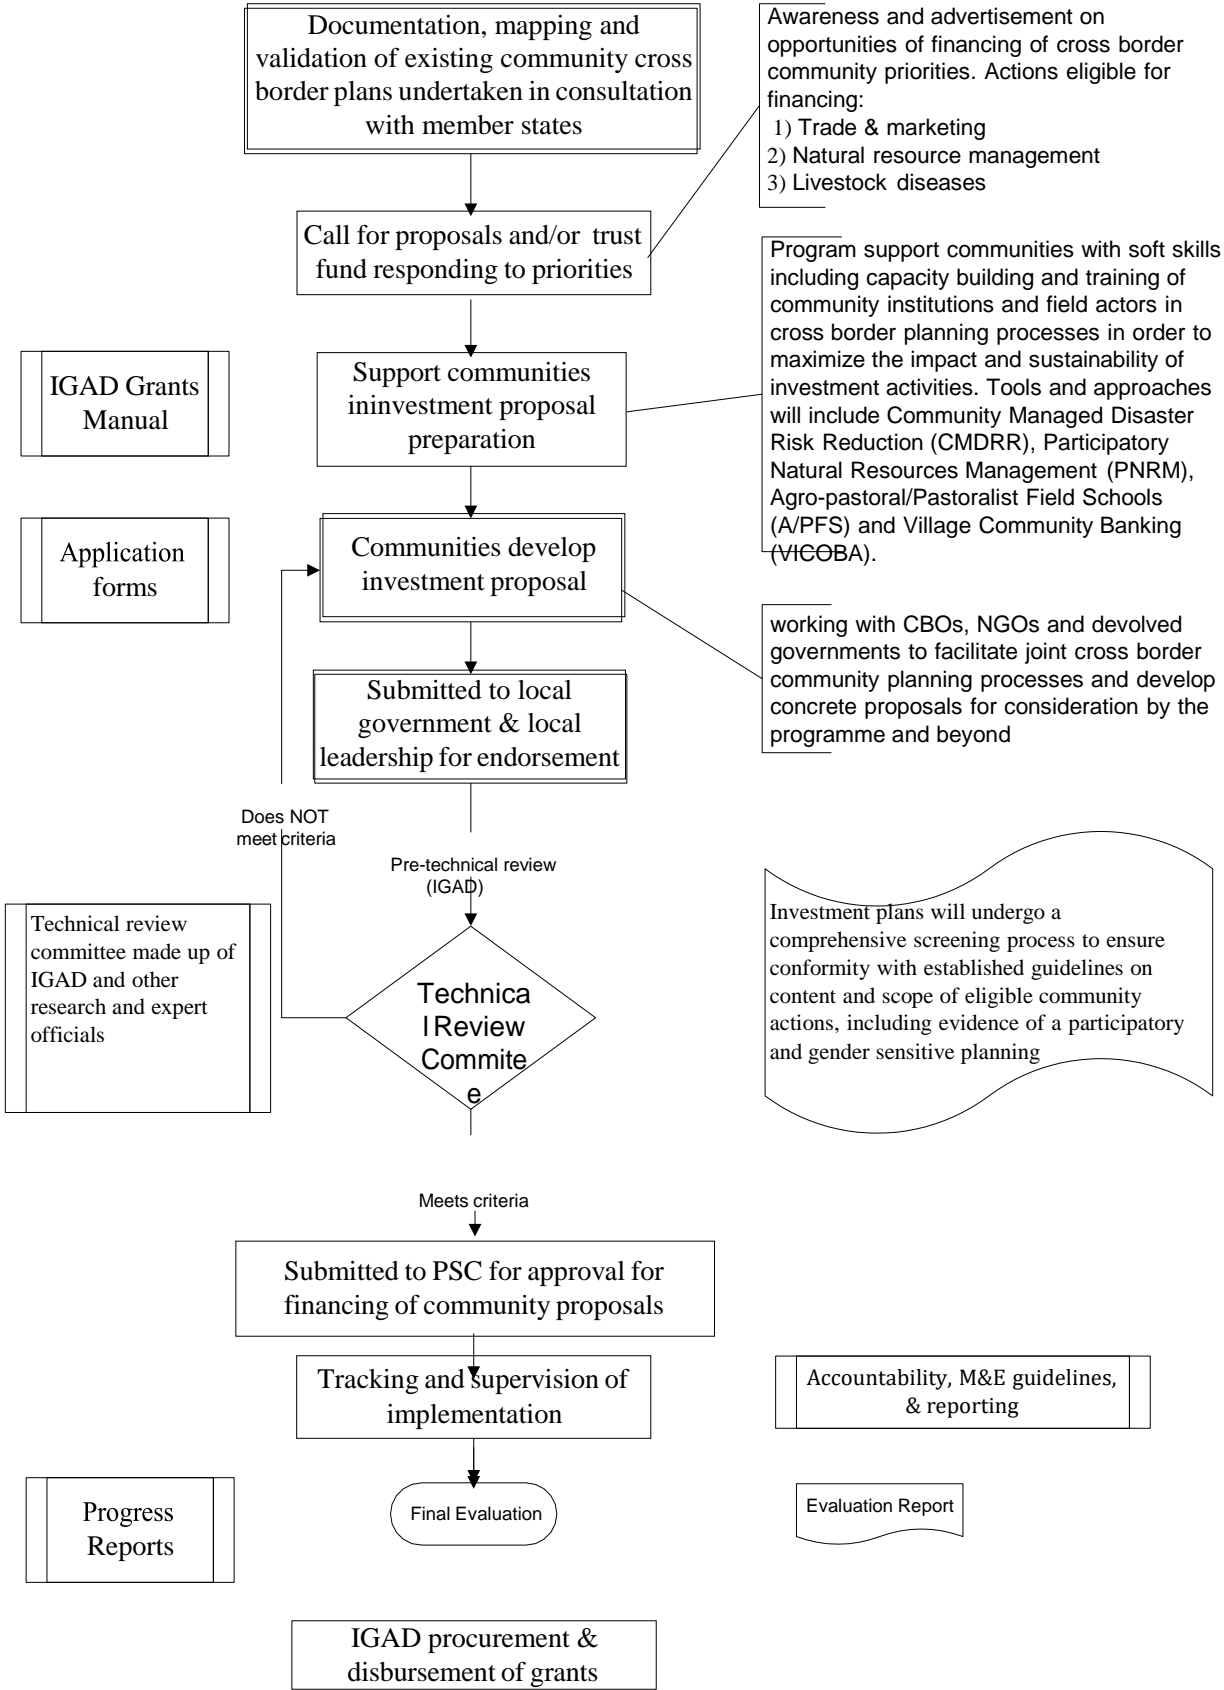 Documentation, mapping and
validation of existing community cross
border plans undertaken in consultation
with member states
Awareness and advertisement on
opportunities of financing of cross border
community priorities. Actions eligible for
financing:
1) Trade & marketing
2) Natural resource management
3) Livestock diseases
Call for proposals and/or trust
fund responding to priorities
Program support communities with soft skills
including capacity building and training of
community institutions and field actors in
cross border planning processes in order to
maximize the impact and sustainability of
investment activities. Tools and approaches
will include Community Managed Disaster
Risk Reduction (CMDRR), Participatory
Natural Resources Management (PNRM),
Agro-pastoral/Pastoralist Field Schools
(A/PFS) and Village Community Banking
(VICOBA).
IGAD Grants
Manual
Support communities
ininvestment proposal
preparation
Application
forms
Communities develop
investment proposal
working with CBOs, NGOs and devolved
governments to facilitate joint cross border
community planning processes and develop
concrete proposals for consideration by the
programme and beyond
Submitted to local
government & local
leadership for endorsement
Does NOT
meet criteria
Pre-technical review
(IGAD)
Technical review
committee made up of
IGAD and other
research and expert
officials
Technica
l Review
Commite
e
Investment plans will undergo a
comprehensive screening process to ensure
conformity with established guidelines on
content and scope of eligible community
actions, including evidence of a participatory
and gender sensitive planning
Meets criteria
Submitted to PSC for approval for
financing of community proposals
Tracking and supervision of
implementation
Accountability, M&E guidelines,
& reporting
Progress
Reports
Final Evaluation
Evaluation Report
IGAD procurement &
disbursement of grants